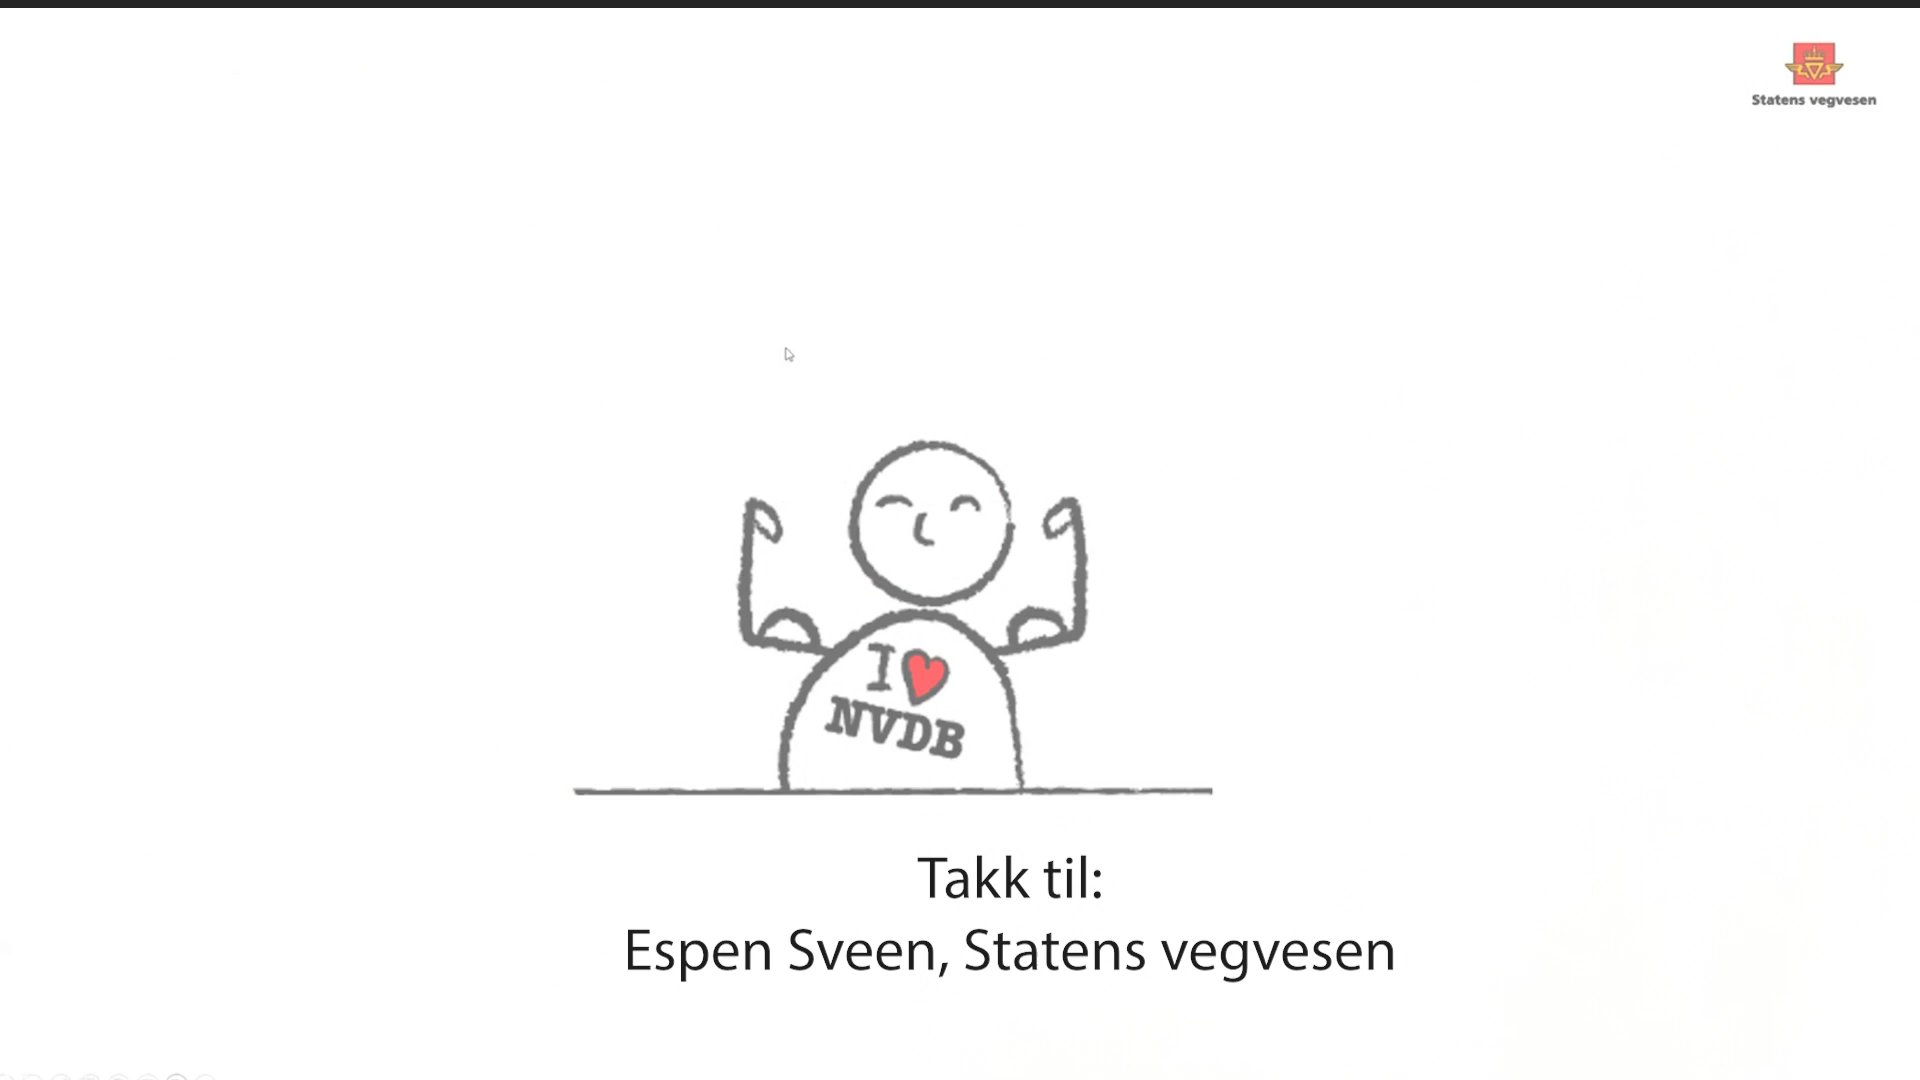 Statens vegvesen
I
NVDB
Takk til:
Espen Sveen, Statens vegvesen